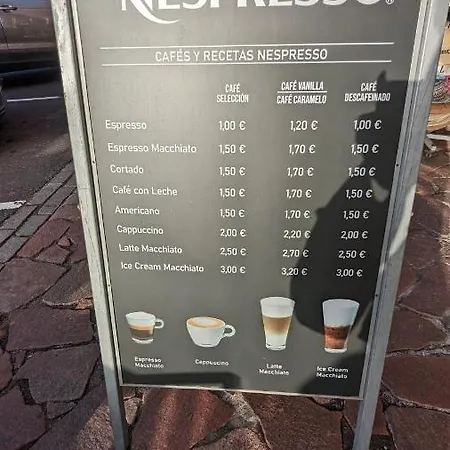 NESPRESSO®
CAFÉS Y RECETAS NESPRESSO
CAFÉ SELECCIÓN CAFÉ VANILLA CAFÉ CARAMELO CAFÉ DESCAFEINADO
Espresso 1,00 € 1,20 € 1,00 €
Espresso Macchiato 1,50 € 1,70 € 1,50 €
Cortado 1,50 € 1,70 € 1,50 €
Café con Leche 1,50 € 1,70 € 1,50 €
Americano 1,50 € 1,70 € 1,50 €
Cappuccino 2,00 € 2,20 € 2,00 €
Latte Macchiato 2,50 € 2,70 € 2,50 €
Ice Cream Macchiato 3,00 € 3,20 € 3,00 €
Espresso Macchiato
Cappuccino
Latte Macchiato
Ice Cream Macchiato